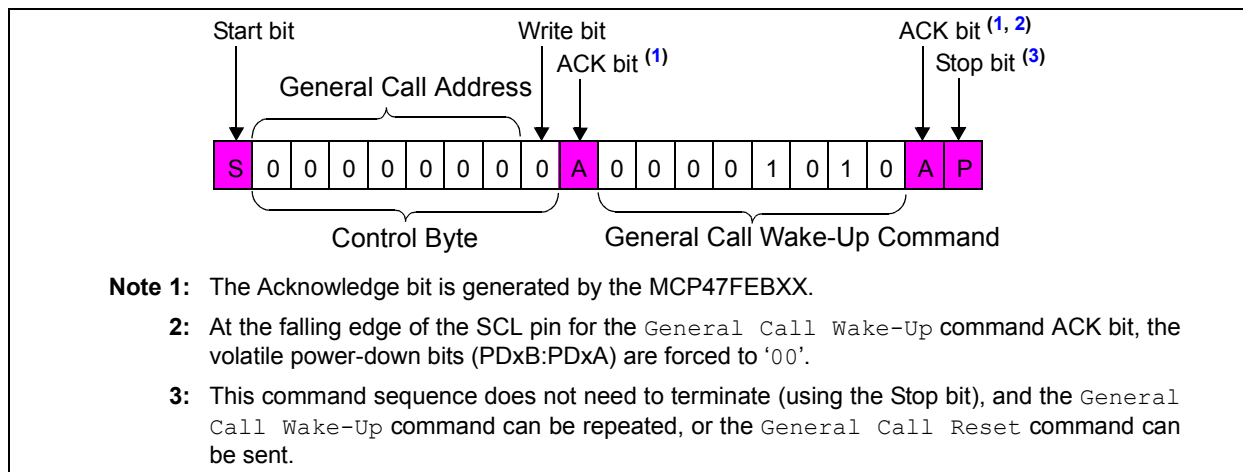 Start bit Write bit ACK bit (1, 2)
ACK bit (1) Stop bit (3)
General Call Address
S 0 0 0 0 0 0 0 0 A 0 0 0 0 1 0 1 0 A P
Control Byte General Call Wake-Up Command
Note 1: The Acknowledge bit is generated by the MCP47FEBXX.
2: At the falling edge of the SCL pin for the General Call Wake-Up command ACK bit, the
volatile power-down bits (PDxB:PDxA) are forced to ‘00’.
3: This command sequence does not need to terminate (using the Stop bit), and the General
Call Wake-Up command can be repeated, or the General Call Reset command can
be sent.